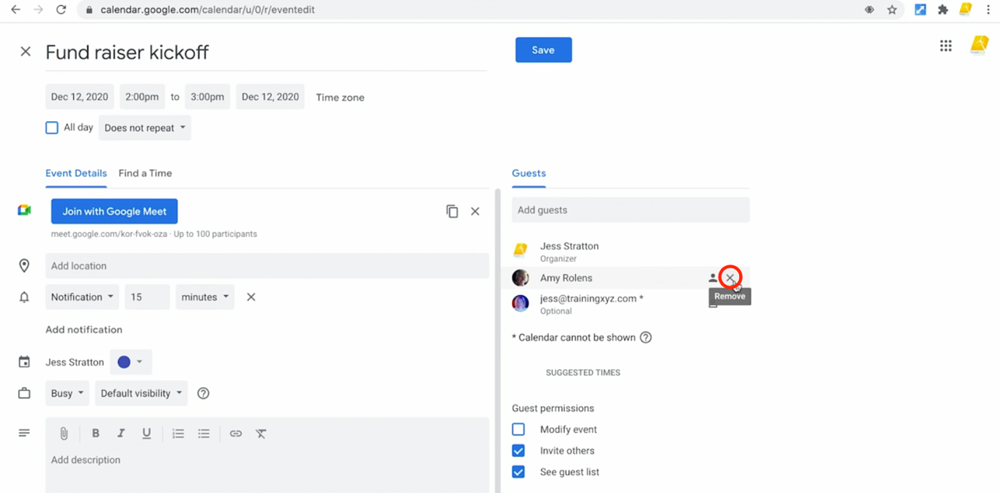 calendar.google.com/calendar/u/0/r/eventedit
Fund raiser kickoff
Save
Dec 12, 2020 2:00pm to 3:00pm Dec 12, 2020 Time zone
All day Does not repeat
Event Details Find a Time
Guests
Join with Google Meet
meet.google.com/kor-fvok-oza · Up to 100 participants
Add guests
Jess Stratton
Organizer
Add location
Amy Rolens
Remove
Notification 15 minutes
jess@trainingxyz.com *
Optional
Add notification
* Calendar cannot be shown
Jess Stratton
SUGGESTED TIMES
Busy Default visibility
Guest permissions
Modify event
B I U
Invite others
Add description
See guest list